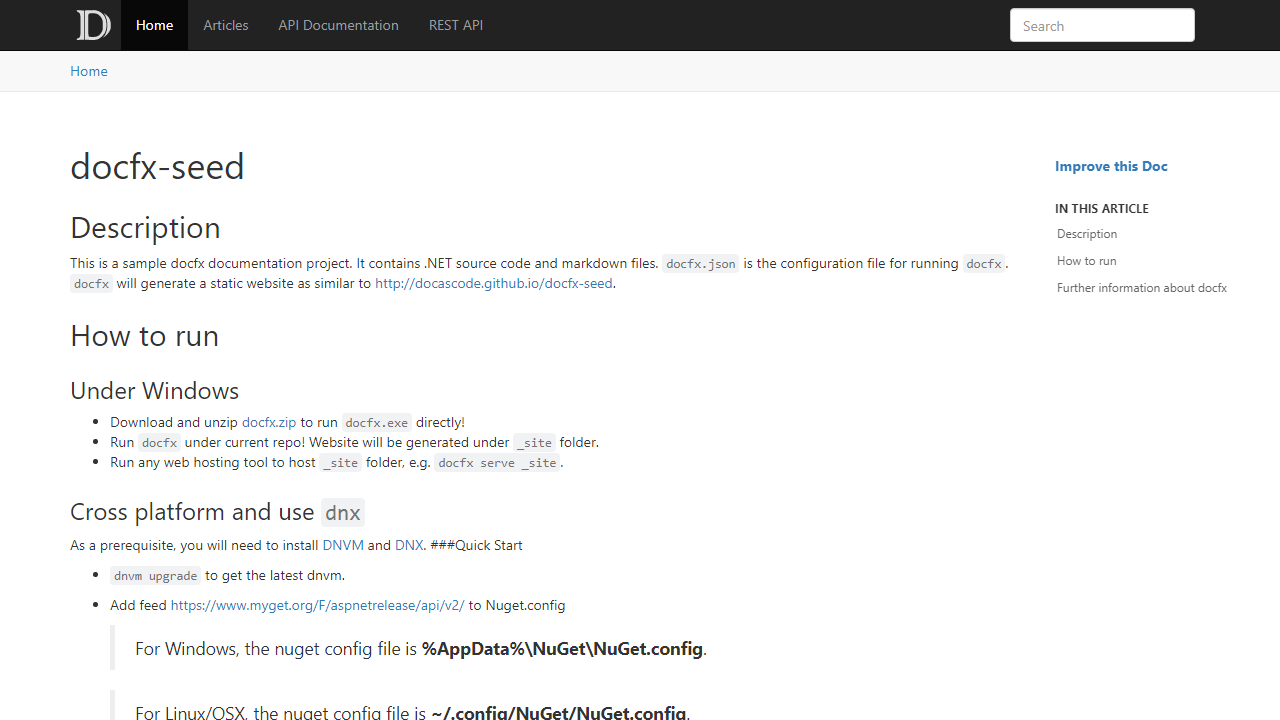 Home Articles API Documentation REST API Search
Home
docfx-seed
Improve this Doc
Description
This is a sample docfx documentation project. It contains .NET source code and markdown files. docfx.json is the configuration file for running docfx.
docfx will generate a static website as similar to http://docascode.github.io/docfx-seed.
IN THIS ARTICLE
Description
How to run
Further information about docfx
How to run
Under Windows
Download and unzip docfx.zip to run docfx.exe directly!
Run docfx under current repo! Website will be generated under _site folder.
Run any web hosting tool to host _site folder, e.g. docfx serve _site.
Cross platform and use dnx
As a prerequisite, you will need to install DNVM and DNX. ###Quick Start
dnvm upgrade to get the latest dnvm.
Add feed https://www.myget.org/F/aspnetrelease/api/v2/ to Nuget.config
For Windows, the nuget config file is %AppData%\NuGet\NuGet.config.
For Linux/OSX, the nuget config file is ~/.config/NuGet/NuGet.config.